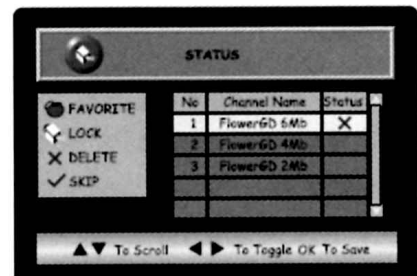 STATUS
FAVORITE
LOCK
DELETE
SKIP
No Channel Name Status
1 FlowerGD 6Mb
2 FlowerGD 4Mb
3 FlowerGD 2Mb
To Scroll To Toggle OK To Save